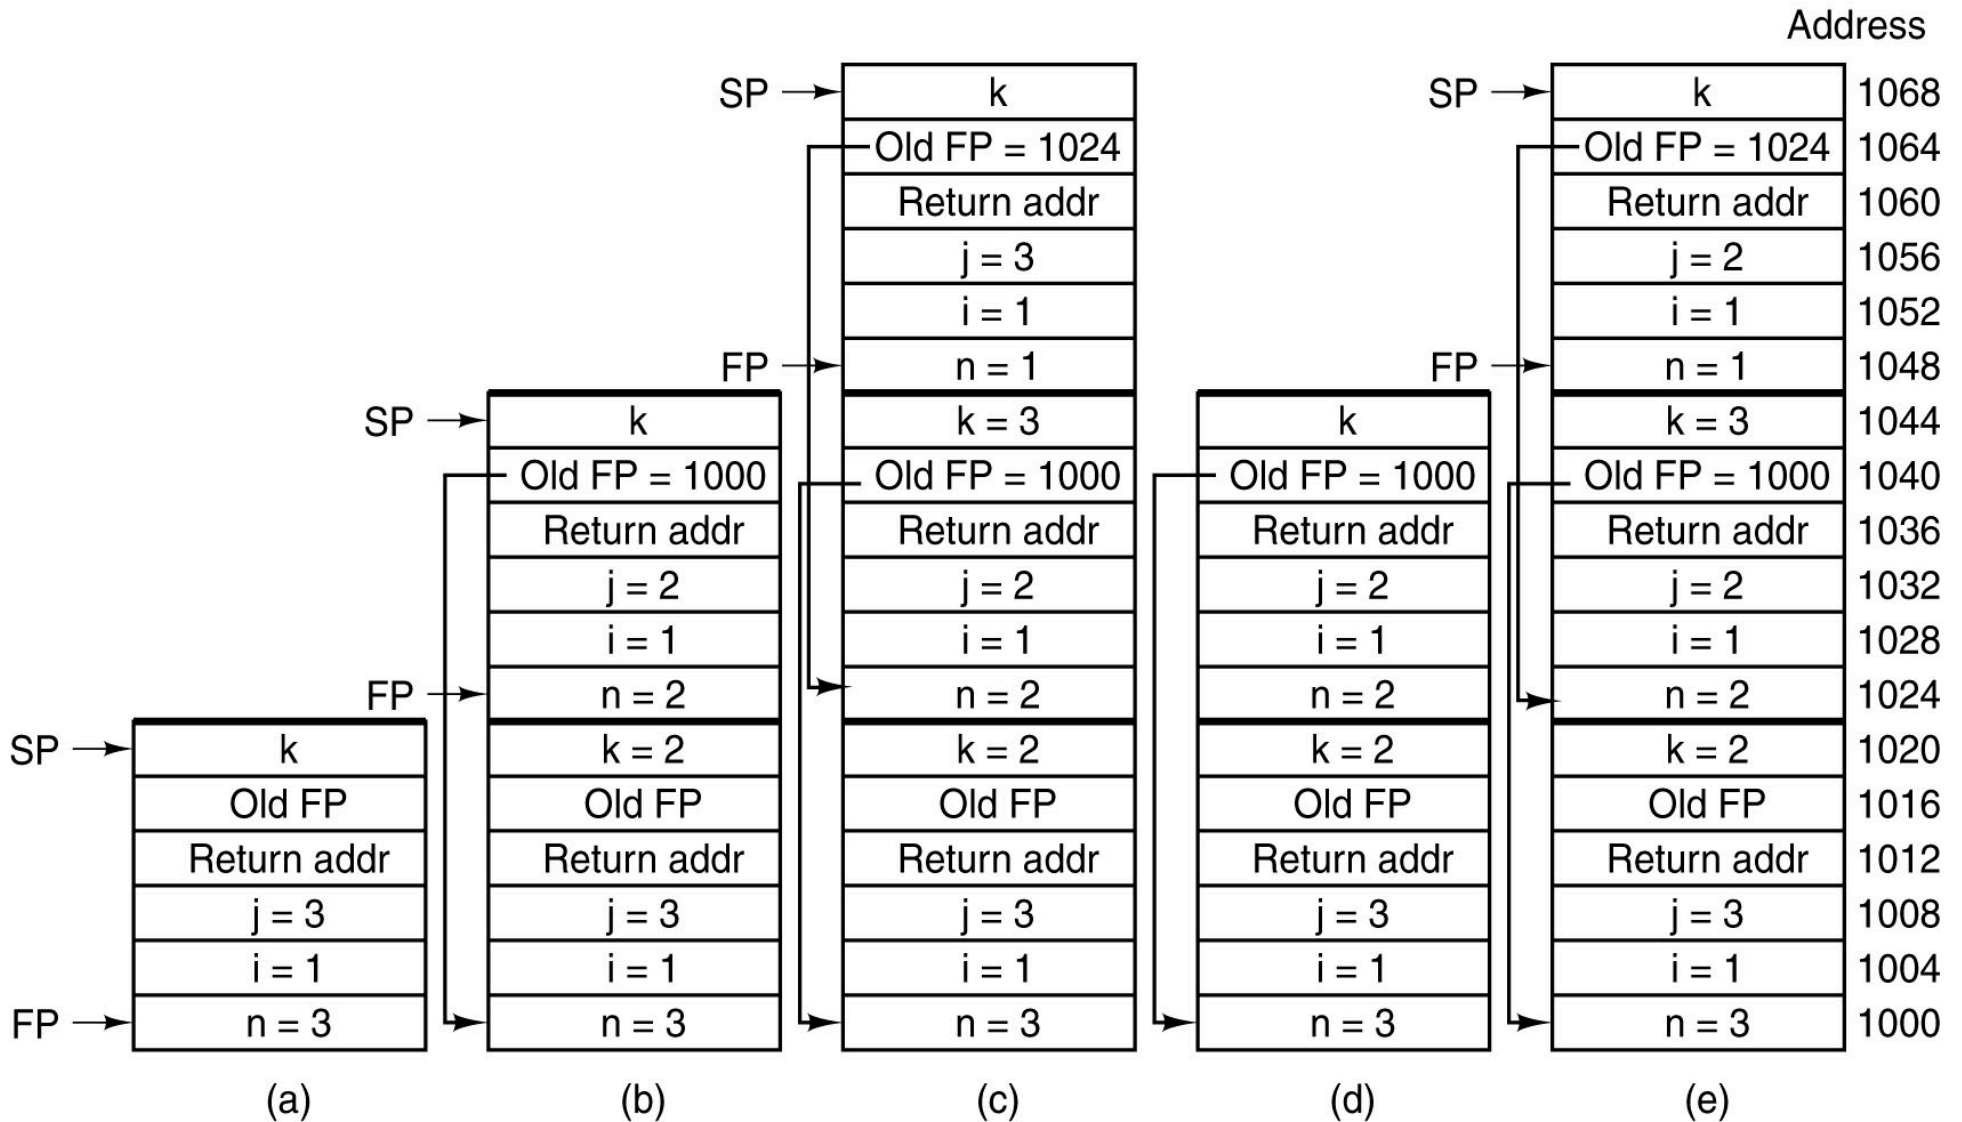 Address
SP k SP k 1068
Old FP = 1024 Old FP = 1024 1064
Return addr Return addr 1060
j = 3 j = 2 1056
i = 1 i = 1 1052
FP n = 1 FP n = 1 1048
SP k k = 3 k k = 3 1044
Old FP = 1000 Old FP = 1000 Old FP = 1000 Old FP = 1000 1040
Return addr Return addr Return addr Return addr 1036
j = 2 j = 2 j = 2 j = 2 1032
i = 1 i = 1 i = 1 i = 1 1028
FP n = 2 n = 2 n = 2 n = 2 1024
SP k k = 2 k = 2 k = 2 k = 2 1020
Old FP Old FP Old FP Old FP Old FP 1016
Return addr Return addr Return addr Return addr Return addr 1012
j = 3 j = 3 j = 3 j = 3 j = 3 1008
i = 1 i = 1 i = 1 i = 1 i = 1 1004
FP n = 3 n = 3 n = 3 n = 3 n = 3 1000
(a) (b) (c) (d) (e)